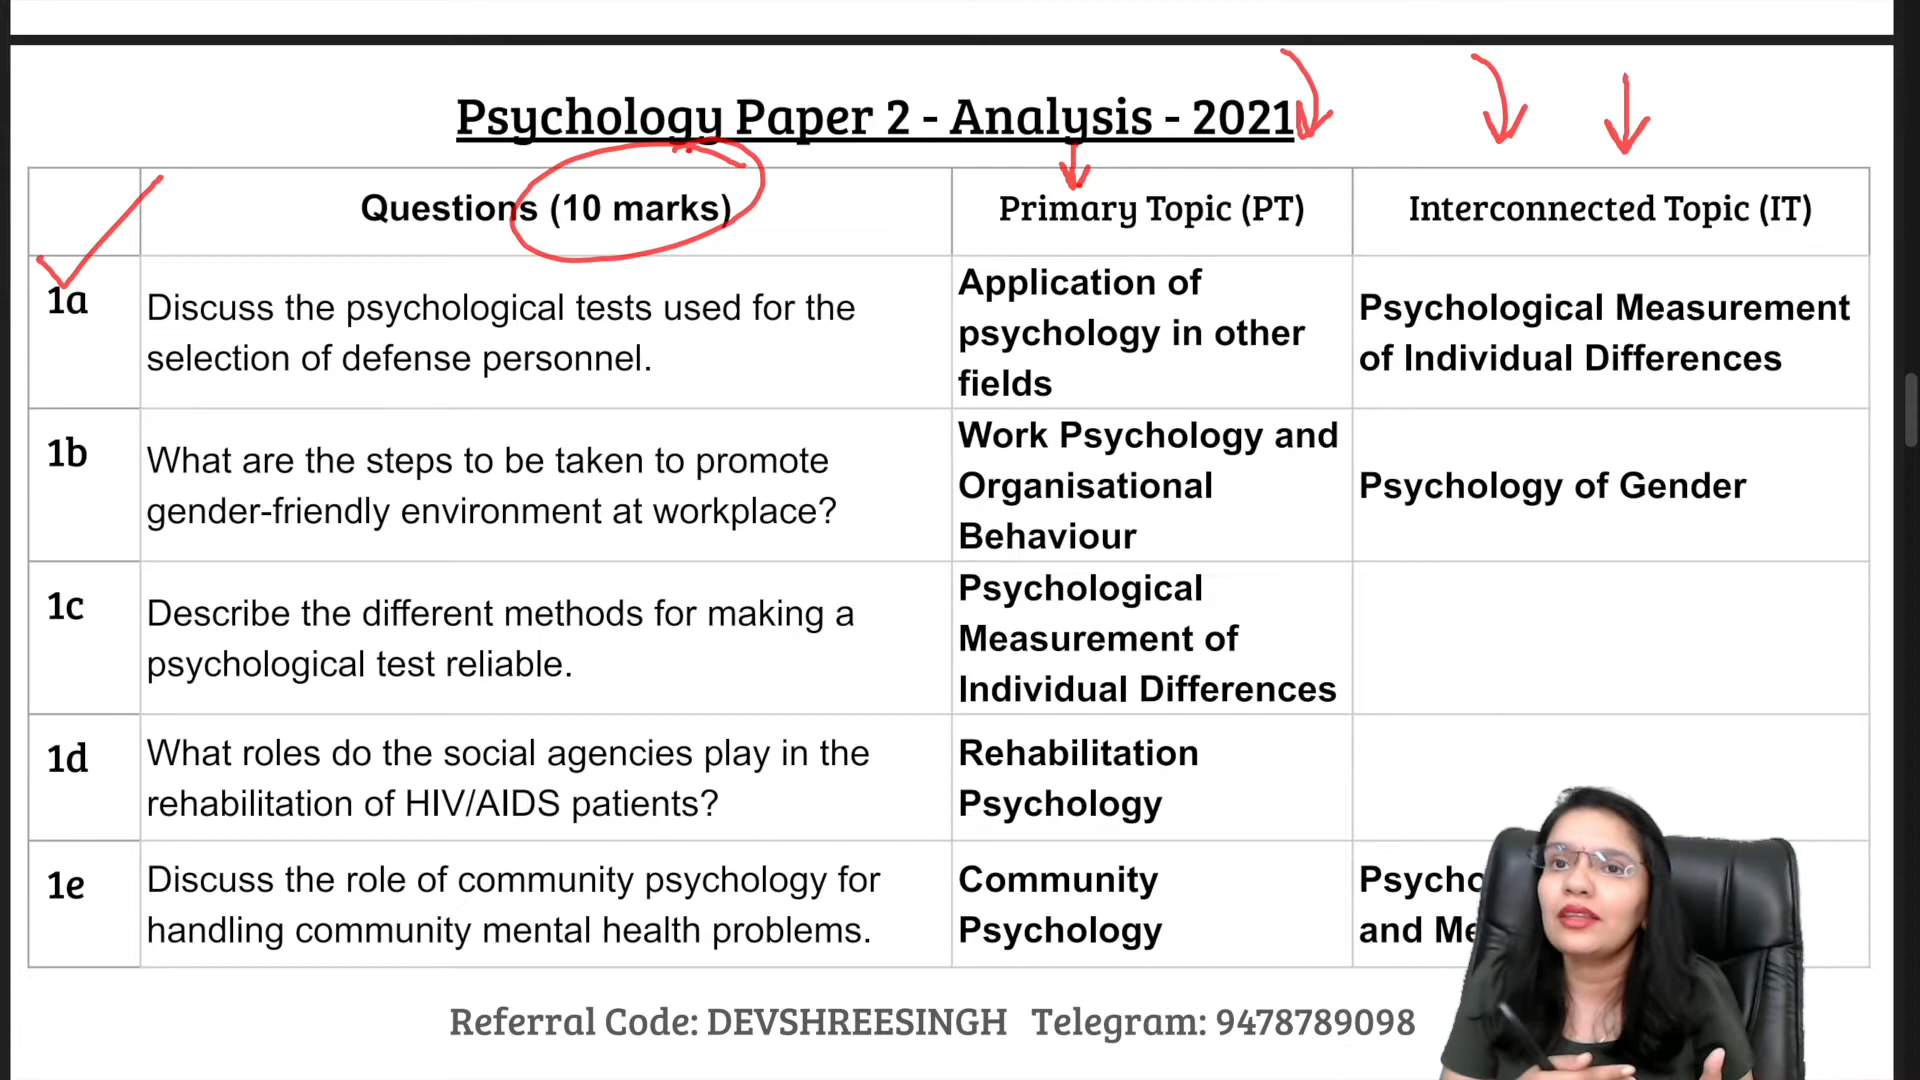 Psychology Paper 2 - Analysis - 2021
Questions (10 marks)
Primary Topic (PT)
Interconnected Topic (IT)
1a
Discuss the psychological tests used for the
selection of defense personnel.
Application of
psychology in other
fields
Psychological Measurement
of Individual Differences
1b
What are the steps to be taken to promote
gender-friendly environment at workplace?
Work Psychology and
Organisational
Behaviour
Psychology of Gender
1c
Describe the different methods for making a
psychological test reliable.
Psychological
Measurement of
Individual Differences
1d
What roles do the social agencies play in the
rehabilitation of HIV/AIDS patients?
Rehabilitation
Psychology
1e
Discuss the role of community psychology for
handling community mental health problems.
Community
Psychology
and
Referral Code: DEVSHREESINGH Telegram: 9478789098